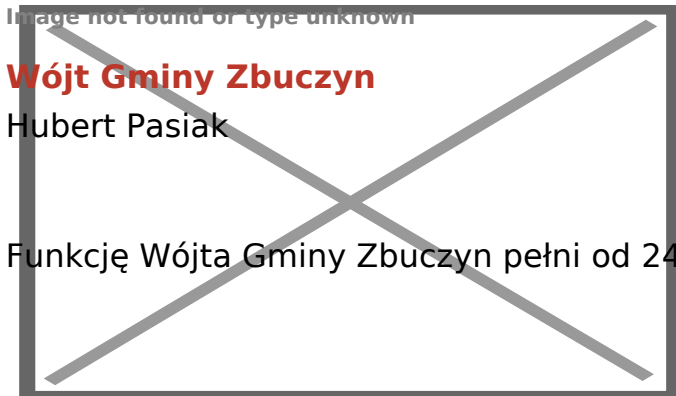 Image not found or type unknown
Wójt Gminy Zbuczyn
Hubert Pasiak
Funkcję Wójta Gminy Zbuczyn pełni od 24